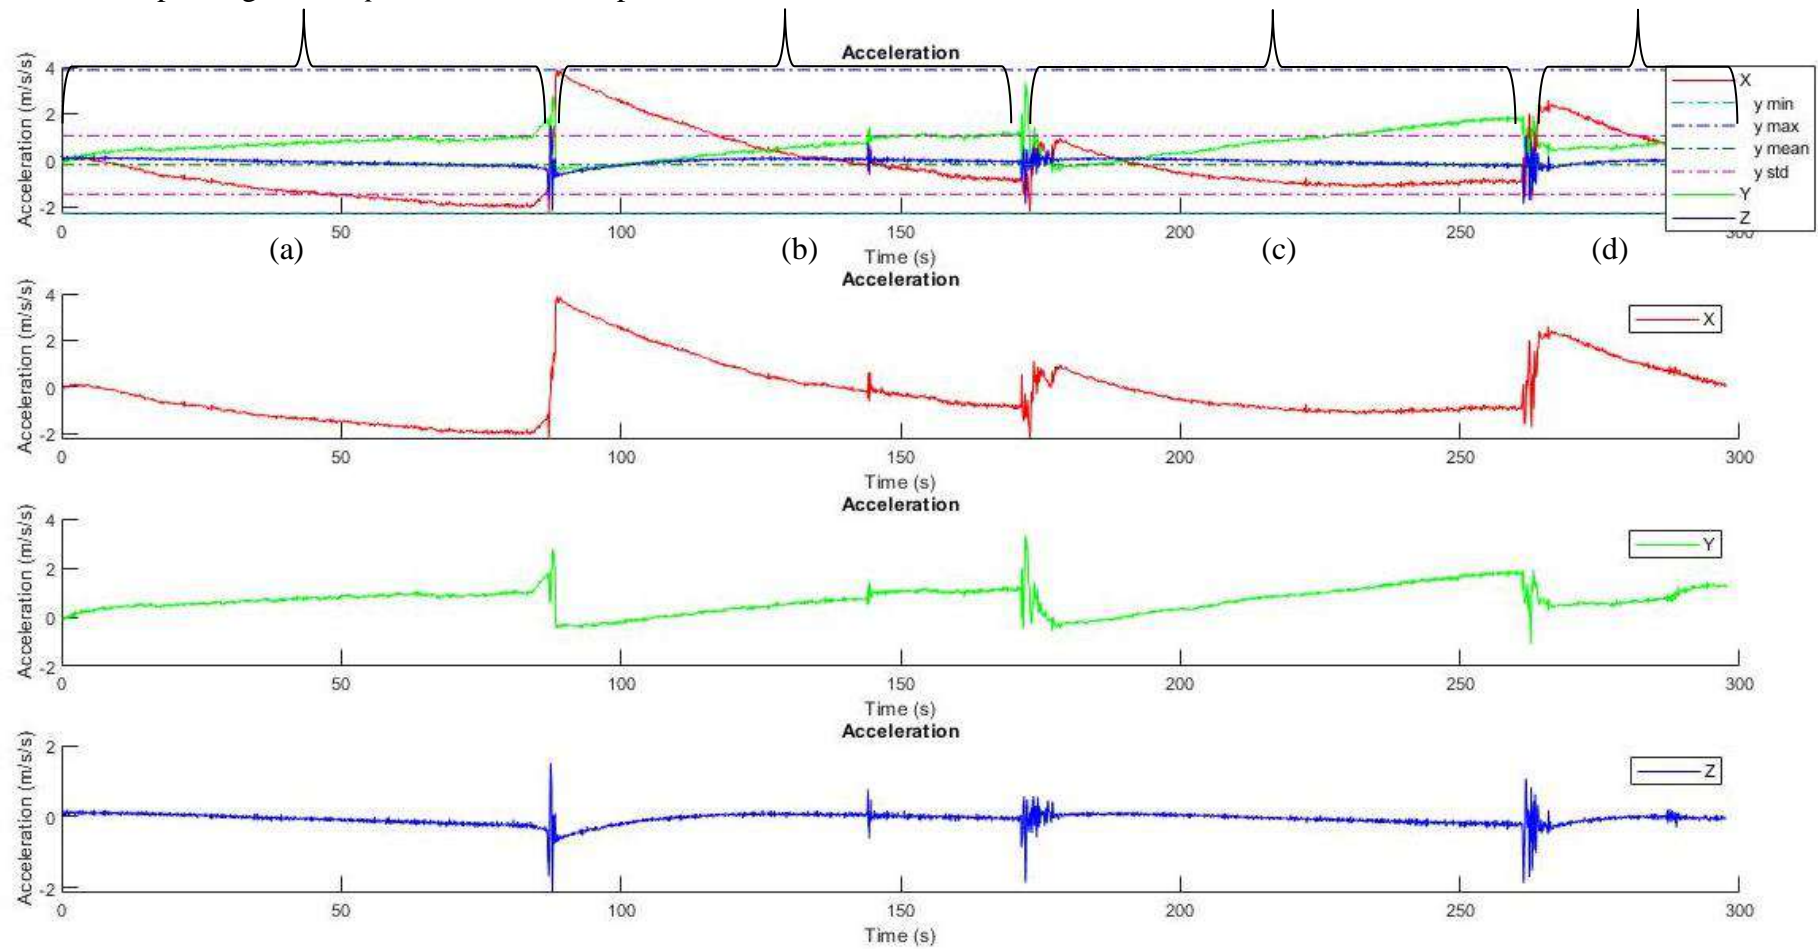 Acceleration
Acceleration (m/s/s/s)
4
2
0
-2
0
50
100
150
200
250
300
Time (s)
X
y min
y max
y mean
y std
Y
Z
(a)
(b)
(c)
(d)
Acceleration
Acceleration (m/s/s/s)
4
2
0
-2
0
50
100
150
200
250
300
Time (s)
X
Acceleration
Acceleration (m/s/s/s)
4
2
0
-2
0
50
100
150
200
250
300
Time (s)
Y
Acceleration
Acceleration (m/s/s/s)
2
0
-2
0
50
100
150
200
250
300
Time (s)
Z